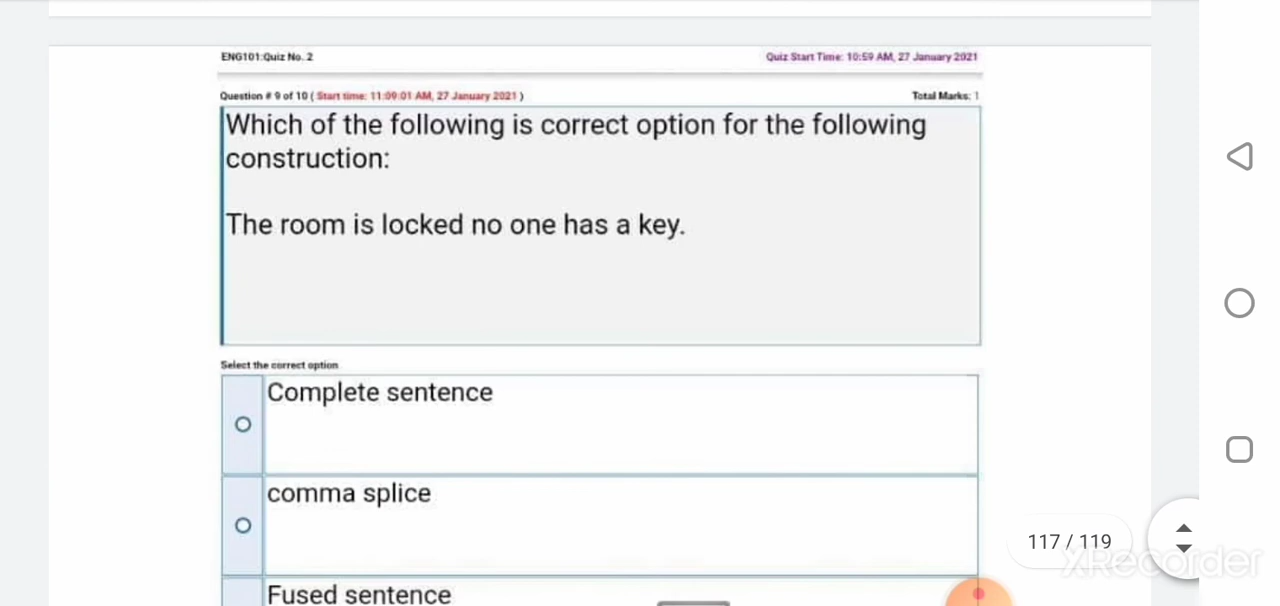 ENG101:Quiz No. 2
Quiz Start Time: 10:59 AM, 27 January 2021
Question # 9 of 10 ( Start time: 11:09:01 AM, 27 January 2021 )
Total Marks: 1
Which of the following is correct option for the following
construction:
The room is locked no one has a key.
Select the correct option
Complete sentence
comma splice
Fused sentence
117 / 119
XRecorder